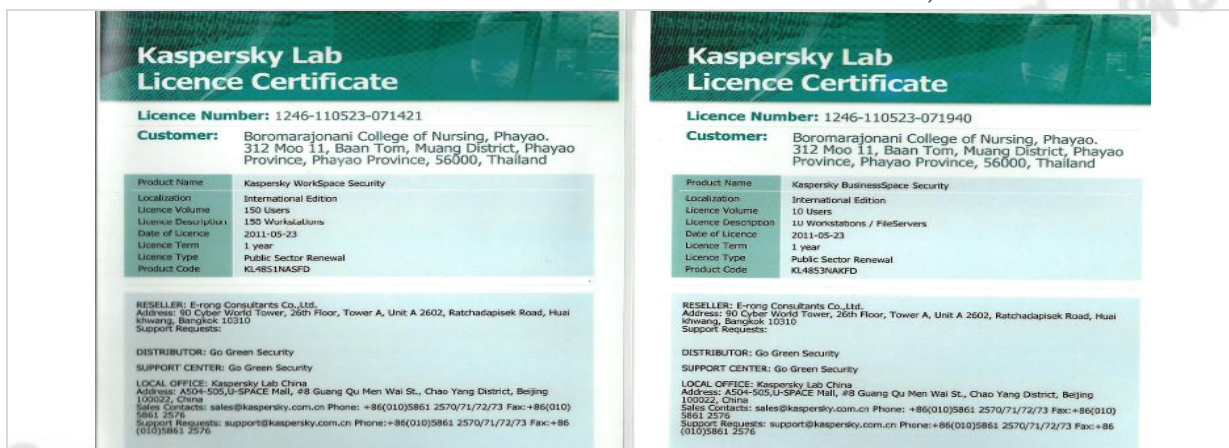 Kaspersky Lab
Licence Certificate
Licence Number: 1246-110523-071421
Customer: Boromarajonani College of Nursing, Phayao.
312 Moo 11, Baan Tom, Muang District, Phayao
Province, Phayao Province, 56000, Thailand
Product Name Kaspersky WorkSpace Security
Localization International Edition
Licence Volume 150 Users
Licence Description 150 Workstations
Date of Licence 2011-05-23
Licence Term 1 year
Licence Type Public Sector Renewal
Product Code KL4851NASFD
RESELLER: E-rong Consultants Co.,Ltd.
Address: 90 Cyber World Tower, 26th Floor, Tower A, Unit A 2602, Ratchadapisek Road, Huai
khwang, Bangkok 10310
Support Requests:
DISTRIBUTOR: Go Green Security
SUPPORT CENTER: Go Green Security
LOCAL OFFICE: Kaspersky Lab China
Address: A504-505,U-SPACE Mall, #8 Guang Qu Men Wai St., Chao Yang District, Beijing
100022, China
Sales Contacts: sales@kaspersky.com.cn Phone: +86(010)5861 2570/71/72/73 Fax:+86(010)
5861 2576
Support Requests: support@kaspersky.com.cn Phone:+86(010)5861 2570/71/72/73 Fax:+86
(010)5861 2576
Kaspersky Lab
Licence Certificate
Licence Number: 1246-110523-071940
Customer: Boromarajonani College of Nursing, Phayao.
312 Moo 11, Baan Tom, Muang District, Phayao
Province, Phayao Province, 56000, Thailand
Product Name Kaspersky BusinessSpace Security
Localization International Edition
Licence Volume 10 Users
Licence Description 10 Workstations / FileServers
Date of Licence 2011-05-23
Licence Term 1 year
Licence Type Public Sector Renewal
Product Code KL4853NAKFD
RESELLER: E-rong Consultants Co.,Ltd.
Address: 90 Cyber World Tower, 26th Floor, Tower A, Unit A 2602, Ratchadapisek Road, Huai
khwang, Bangkok 10310
Support Requests:
DISTRIBUTOR: Go Green Security
SUPPORT CENTER: Go Green Security
LOCAL OFFICE: Kaspersky Lab China
Address: A504-505,U-SPACE Mall, #8 Guang Qu Men Wai St., Chao Yang District, Beijing
100022, China
Sales Contacts: sales@kaspersky.com.cn Phone: +86(010)5861 2570/71/72/73 Fax:+86(010)
5861 2576
Support Requests: support@kaspersky.com.cn Phone:+86(010)5861 2570/71/72/73 Fax:+86
(010)5861 2576